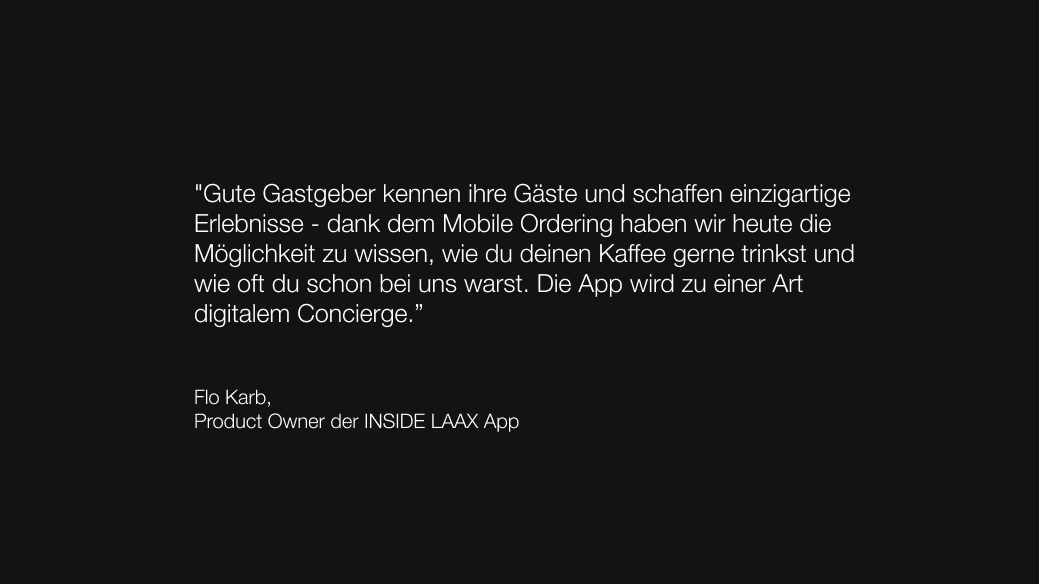 "Gute Gastgeber kennen ihre Gäste und schaffen einzigartige
Erlebnisse - dank dem Mobile Ordering haben wir heute die
Möglichkeit zu wissen, wie du deinen Kaffee gerne trinkst und
wie oft du schon bei uns warst. Die App wird zu einer Art
digitalem Concierge.”
Flo Karb,
Product Owner der INSIDE LAAX App